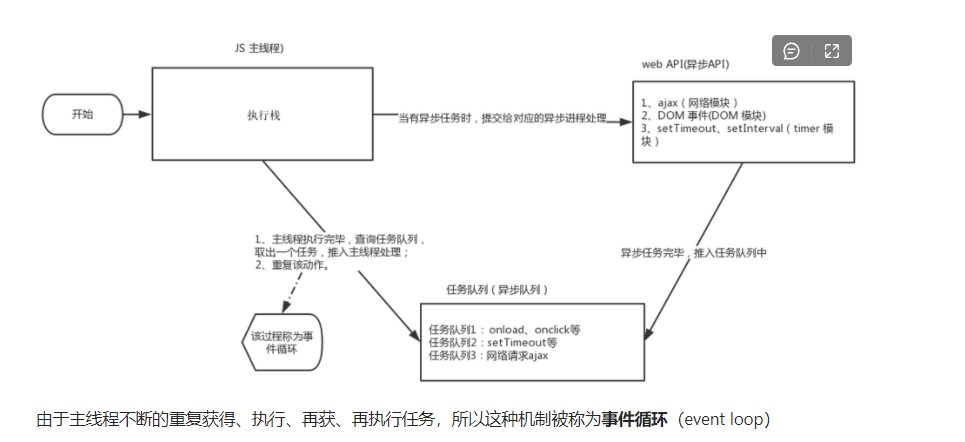 JS 主线程)
web API(异步API)
开始
执行栈
当有异步任务时，提交给对应的异步进程处理
1、ajax（网络模块）
2、DOM 事件(DOM 模块)
3、setTimeout、setInterval（timer 模
块）
1、主线程执行完毕，查询任务队列，
取出一个任务，推入主线程处理；
2、重复该动作。
异步任务完毕，推入任务队列中
该过程称为事
件循环
任务队列（异步队列）
任务队列1：onload、onclick等
任务队列2：setTimeout等
任务队列3：网络请求ajax
由于主线程不断的重复获得、执行、再获、再执行任务，所以这种机制被称为事件循环（event loop）